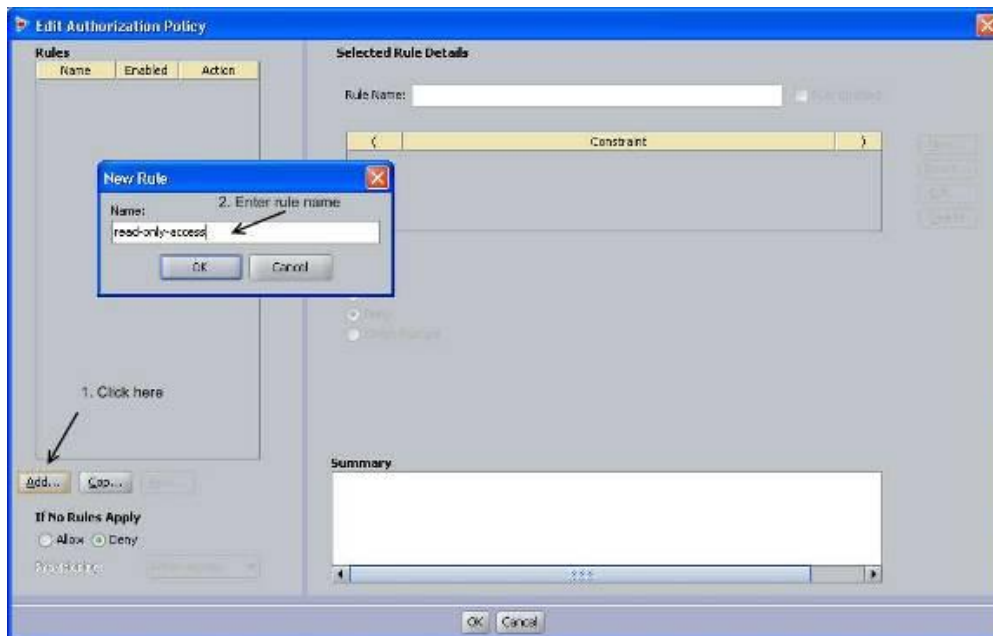 Edit Authorization Policy
Rules
Name Enabled Action
Selected Rule Details
Rule Name:
( Constraint )
New Rule
2. Enter rule name
Name:
read-only-access
OK Cancel
1. Click here
Add... Cop...
If No Rules Apply
Allow Deny
Summary
OK Cancel